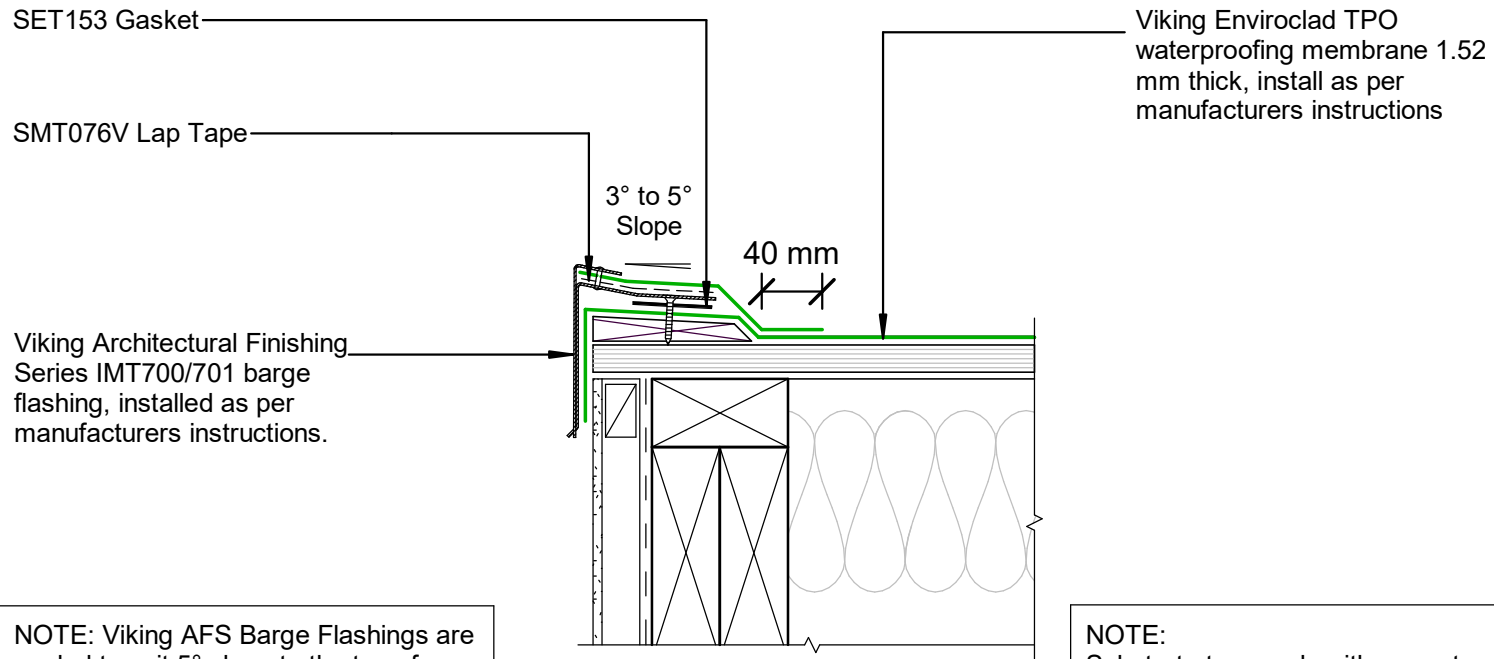 SET153 Gasket
SMT076V Lap Tape
3° to 5°
Slope
40 mm
Viking Enviroclad TPO
waterproofing membrane 1.52
mm thick, install as per
manufacturers instructions
Viking Architectural Finishing
Series IMT700/701 barge
flashing, installed as per
manufacturers instructions.
NOTE: Viking AFS Barge Flashings are
NOTE: